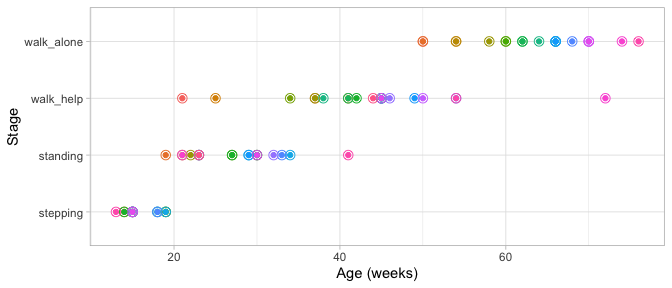 walk_alone
walk_help
standing
stepping
Stage
20
40
60
Age (weeks)